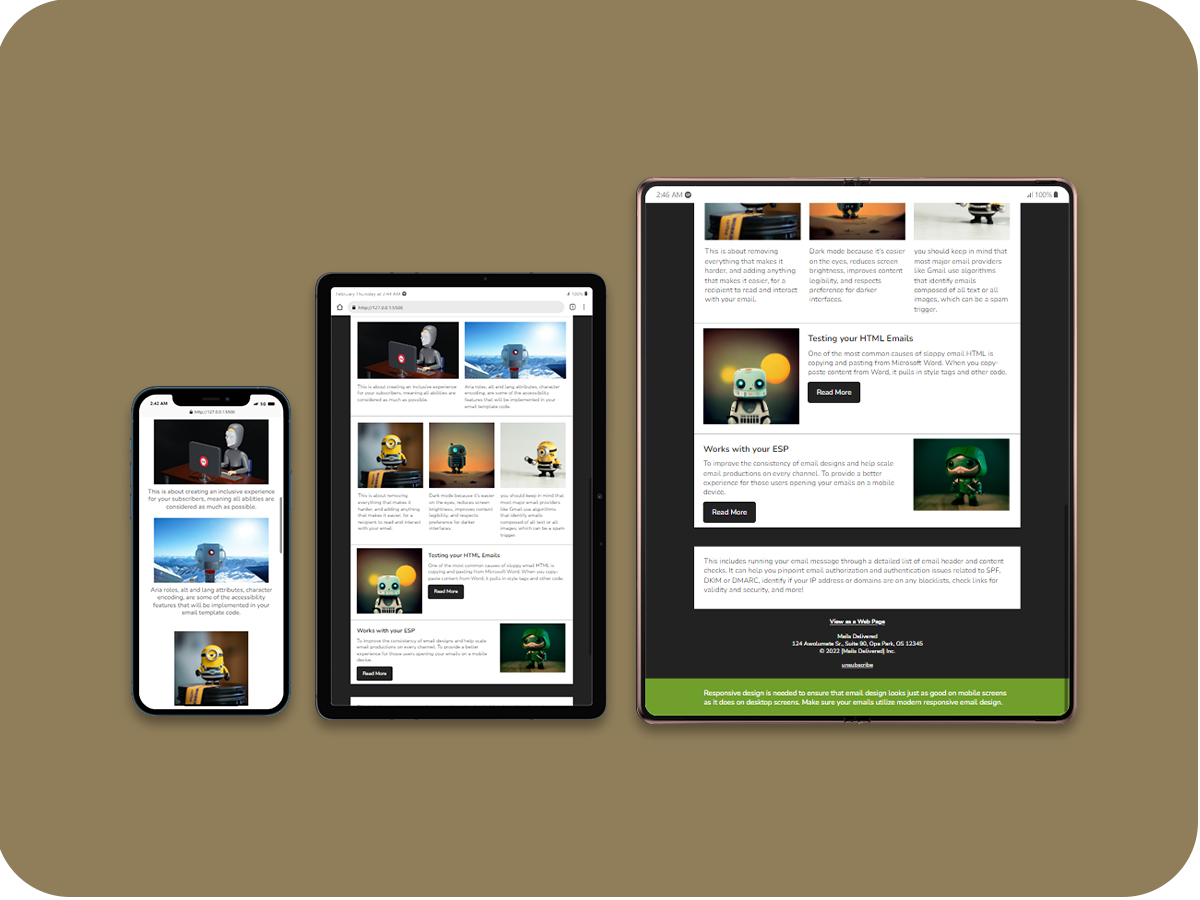 2:42 AM
http://127.0.0.1:5500
This is about creating an inclusive experience
for your subscribers, meaning all abilities are
considered as much as possible.
Aria roles, alt and lang attributes, character
encoding, are some of the accessibility
features that will be implemented in your
email template code.
February Thursday at 2:44 AM
100%
http://127.0.0.1:5500
This is about creating an inclusive experience
for your subscribers, meaning all abilities are
considered as much as possible.
Aria roles, alt and lang attributes, character
encoding, are some of the accessibility
features that will be implemented in your
email template code.
This is about removing
everything that makes it
harder, and adding anything
that makes it easier, for a
recipient to read and interact
with your email.
Dark mode because it's easier
on the eyes, reduces screen
brightness, improves content
legibility, and respects
preference for darker
interfaces.
you should keep in mind that
most major email providers
like Gmail use algorithms
that identify emails
composed of all text or all
images, which can be a spam
trigger.
Testing your HTML Emails
One of the most common causes of sloppy email HTML is
copying and pasting from Microsoft Word. When you copy-
paste content from Word, it pulls in style tags and other code.
Read More
Works with your ESP
To improve the consistency of email designs and help scale
email productions on every channel. To provide a better
experience for those users opening your emails on a mobile
device.
Read More
2:46 AM
100%
This is about removing
everything that makes it
harder, and adding anything
that makes it easier, for a
recipient to read and interact
with your email.
Dark mode because it's easier
on the eyes, reduces screen
brightness, improves content
legibility, and respects
preference for darker
interfaces.
you should keep in mind that
most major email providers
like Gmail use algorithms
that identify emails
composed of all text or all
images, which can be a spam
trigger.
Testing your HTML Emails
One of the most common causes of sloppy email HTML is
copying and pasting from Microsoft Word. When you copy-
paste content from Word, it pulls in style tags and other code.
Read More
Works with your ESP
To improve the consistency of email designs and help scale
email productions on every channel. To provide a better
experience for those users opening your emails on a mobile
device.
Read More
This includes running your email message through a detailed list of email header and content
checks. It can help you pinpoint email authorization and authentication issues related to SPF,
DKIM or DMARC, identify if your IP address or domains are on any blocklists, check links for
validity and security, and more!
View as a Web Page
Mails Delivered
124 Awolumate Sr., Suite 90, Ope Park, OS 12345
© 2022 [Mails Delivered] Inc.
unsubscribe
Responsive design is needed to ensure that email design looks just as good on mobile screens
as it does on desktop screens. Make sure your emails utilize modern responsive email design.